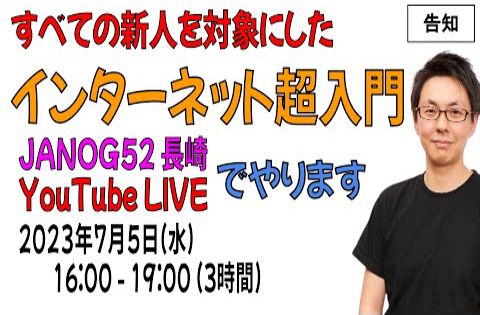 すべての新人を対象にした
告知
インターネット超入門
JANOG52 長崎
YouTube LIVE
でやります
2023年7月5日(水)
16:00 - 19:00 (3時間)